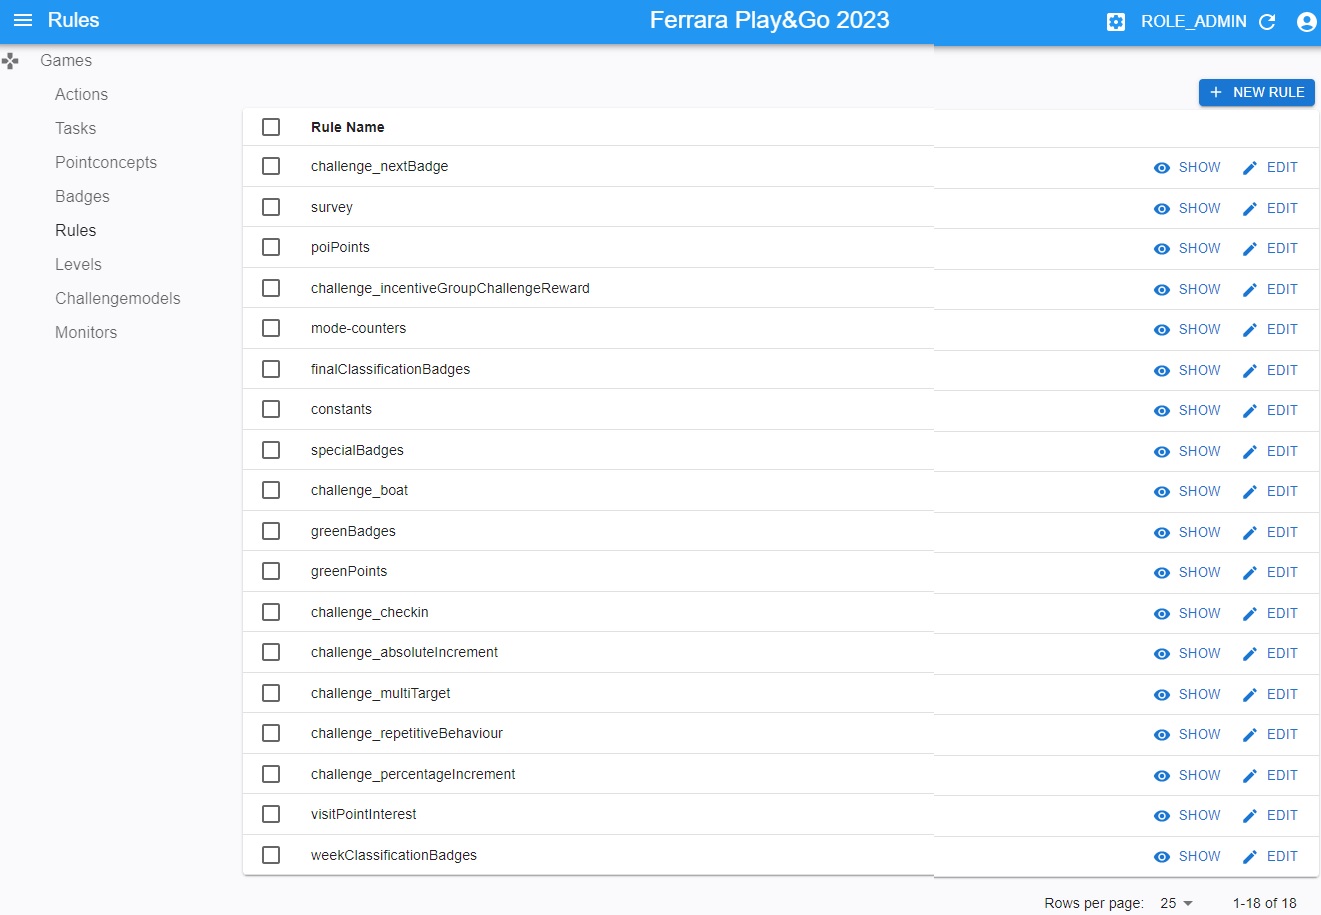 Rules
Ferrara Play&Go 2023
ROLE_ADMIN
Games
Actions
Tasks
Pointconcepts
Badges
Rules
Levels
Challengemodels
Monitors
+ NEW RULE
Rule Name
challenge_nextBadge SHOW EDIT
survey SHOW EDIT
poiPoints SHOW EDIT
challenge_incentiveGroupChallengeReward SHOW EDIT
mode-counters SHOW EDIT
finalClassificationBadges SHOW EDIT
constants SHOW EDIT
specialBadges SHOW EDIT
challenge_boat SHOW EDIT
greenBadges SHOW EDIT
greenPoints SHOW EDIT
challenge_checkin SHOW EDIT
challenge_absoluteIncrement SHOW EDIT
challenge_multiTarget SHOW EDIT
challenge_repetitiveBehaviour SHOW EDIT
challenge_percentageIncrement SHOW EDIT
visitPointInterest SHOW EDIT
weekClassificationBadges SHOW EDIT
Rows per page: 25 1-18 of 18